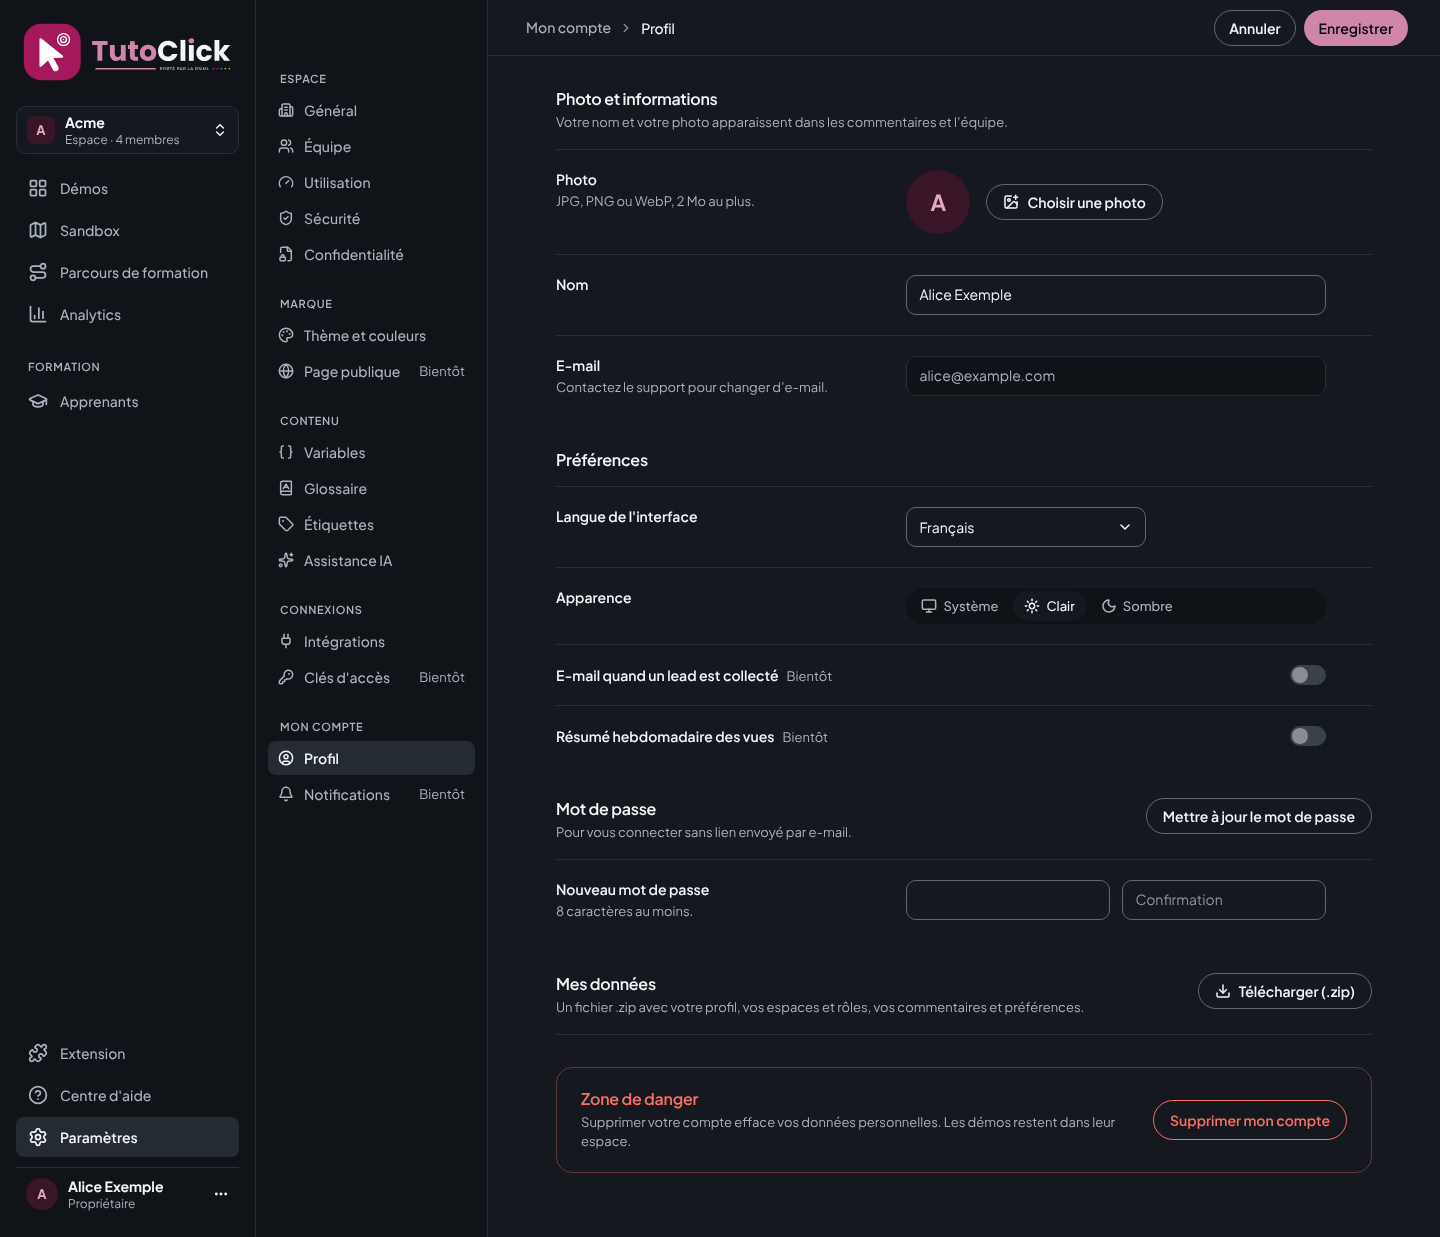 TutoClick
PORTÉ PAR LA DSIML
A
Acme
Espace · 4 membres
Démos
Sandbox
Parcours de formation
Analytics
FORMATION
Apprenants
Extension
Centre d'aide
Paramètres
A
Alice Exemple
Propriétaire
ESPACE
Général
Équipe
Utilisation
Sécurité
Confidentialité
MARQUE
Thème et couleurs
Page publique Bientôt
CONTENU
Variables
Glossaire
Étiquettes
Assistance IA
CONNEXIONS
Intégrations
Clés d'accès Bientôt
MON COMPTE
Profil
Notifications Bientôt
Mon compte > Profil
Annuler
Enregistrer
Photo et informations
Votre nom et votre photo apparaissent dans les commentaires et l'équipe.
Photo
JPG, PNG ou WebP, 2 Mo au plus.
A
Choisir une photo
Nom
Alice Exemple
E-mail
Contactez le support pour changer d'e-mail.
alice@example.com
Préférences
Langue de l'interface
Français
Apparence
Système Clair Sombre
E-mail quand un lead est collecté Bientôt
Résumé hebdomadaire des vues Bientôt
Mot de passe
Pour vous connecter sans lien envoyé par e-mail.
Mettre à jour le mot de passe
Nouveau mot de passe
8 caractères au moins.
Confirmation
Mes données
Un fichier .zip avec votre profil, vos espaces et rôles, vos commentaires et préférences.
Télécharger (.zip)
Zone de danger
Supprimer votre compte efface vos données personnelles. Les démos restent dans leur
espace.
Supprimer mon compte